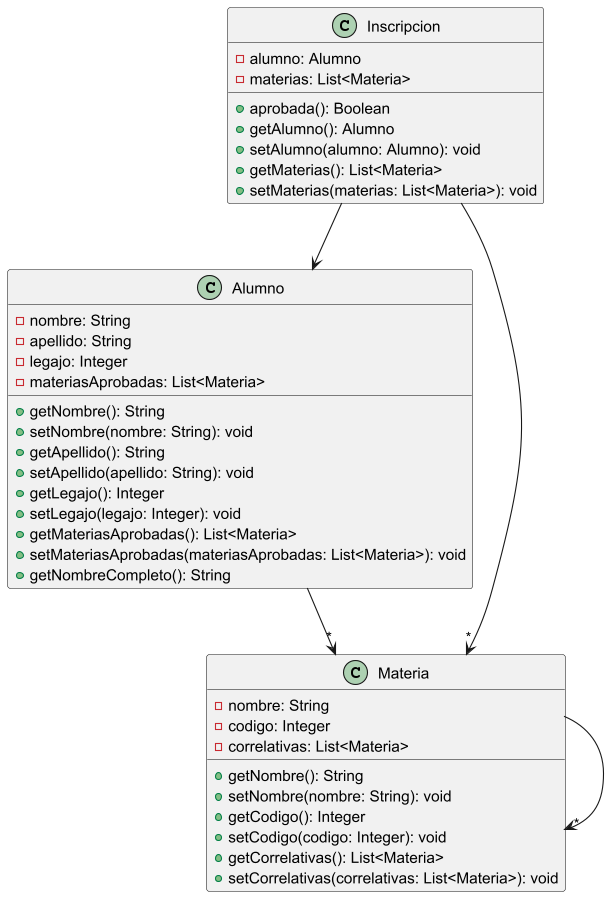 C Inscripcion
alumno: Alumno
materias: List<Materia>
aprobada(): Boolean
getAlumno(): Alumno
setAlumno(alumno: Alumno): void
getMaterias(): List<Materia>
setMaterias(materias: List<Materia>): void
C Alumno
nombre: String
apellido: String
legajo: Integer
materiasAprobadas: List<Materia>
getNombre(): String
setNombre(nombre: String): void
getApellido(): String
setApellido(apellido: String): void
getLegajo(): Integer
setLegajo(legajo: Integer): void
getMateriasAprobadas(): List<Materia>
setMateriasAprobadas(materiasAprobadas: List<Materia>): void
getNombreCompleto(): String
* *
C Materia
nombre: String
codigo: Integer
correlativas: List<Materia>
getNombre(): String
setNombre(nombre: String): void
getCodigo(): Integer
setCodigo(codigo: Integer): void
getCorrelativas(): List<Materia>
setCorrelativas(correlativas: List<Materia>): void
*